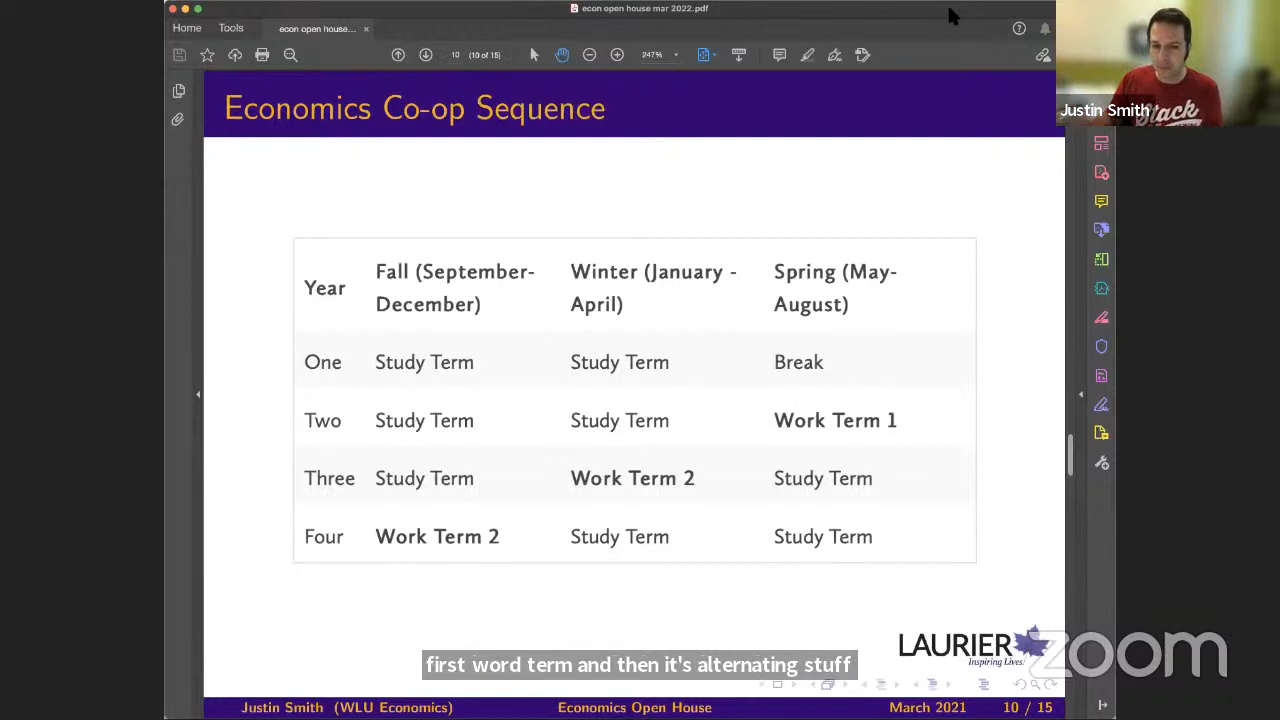 econ open house mar 2022.pdf
Home
Tools
econ open house... ×
10
(10 of 15)
247%
Economics Co-op Sequence
Justin Smith
Stack
Year
Fall (September-
December)
Winter (January -
April)
Spring (May-
August)
One
Study Term
Study Term
Break
Two
Study Term
Study Term
Work Term 1
Three
Study Term
Work Term 2
Study Term
Four
Work Term 2
Study Term
Study Term
LAURIER
Inspiring Lives.
zoom
first word term and then it's alternating stuff
Justin Smith (WLU Economics)
Economics Open House
March 2021
10 / 15